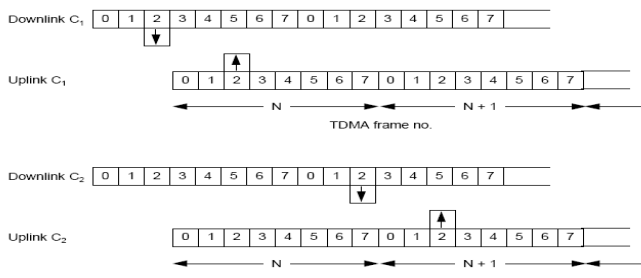 Downlink C1 0 1 2 3 4 5 6 7 0 1 2 3 4 5 6 7
Uplink C1 0 1 2 3 4 5 6 7 0 1 2 3 4 5 6 7
N N + 1
TDMA frame no.
Downlink C2 0 1 2 3 4 5 6 7 0 1 2 3 4 5 6 7
Uplink C2 0 1 2 3 4 5 6 7 0 1 2 3 4 5 6 7
N N + 1